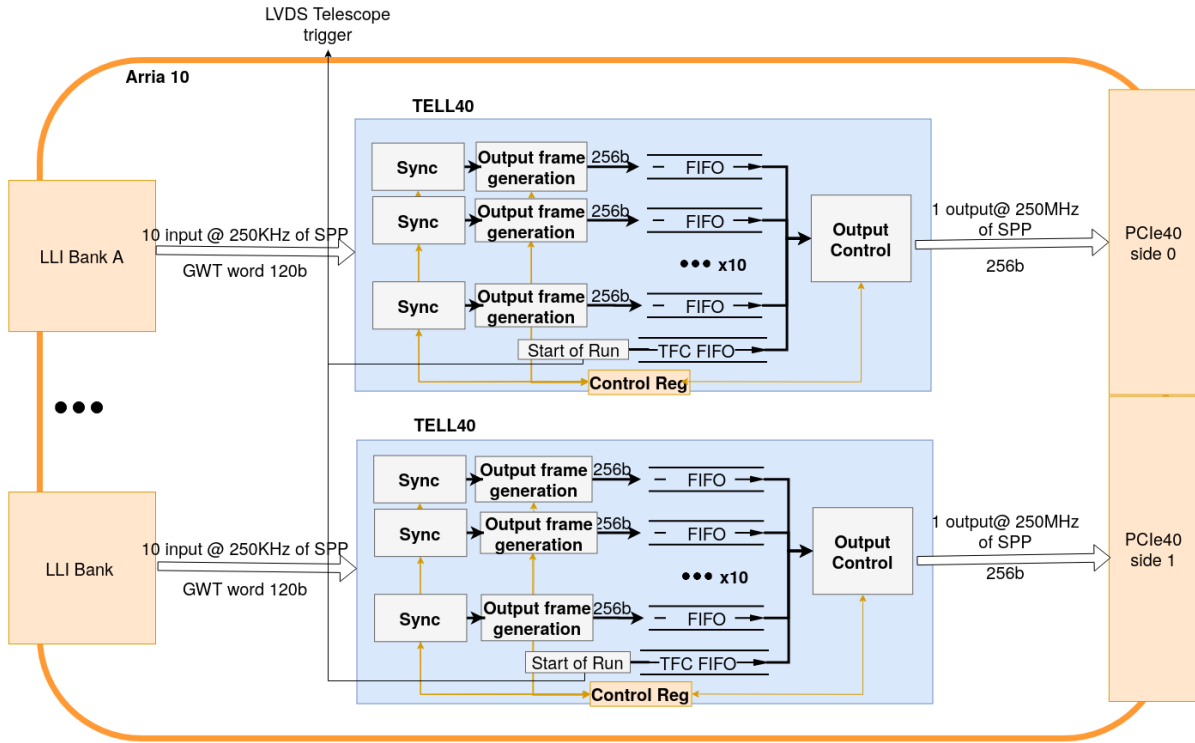 LVDS Telescope
trigger
Arria 10
TELL40
LLI Bank A
10 input @ 250KHz of SPP
GWT word 120b
Sync
Output frame
generation
256b
FIFO
Sync
Output frame
generation
256b
FIFO
x10
Sync
Output frame
generation
256b
FIFO
Start of Run
TFC FIFO
Control Reg
Output
Control
1 output@ 250MHz
of SPP
256b
PCIe40
side 0
TELL40
LLI Bank
10 input @ 250KHz of SPP
GWT word 120b
Sync
Output frame
generation
256b
FIFO
Sync
Output frame
generation
256b
FIFO
x10
Sync
Output frame
generation
256b
FIFO
Start of Run
TFC FIFO
Control Reg
Output
Control
1 output@ 250MHz
of SPP
256b
PCIe40
side 1